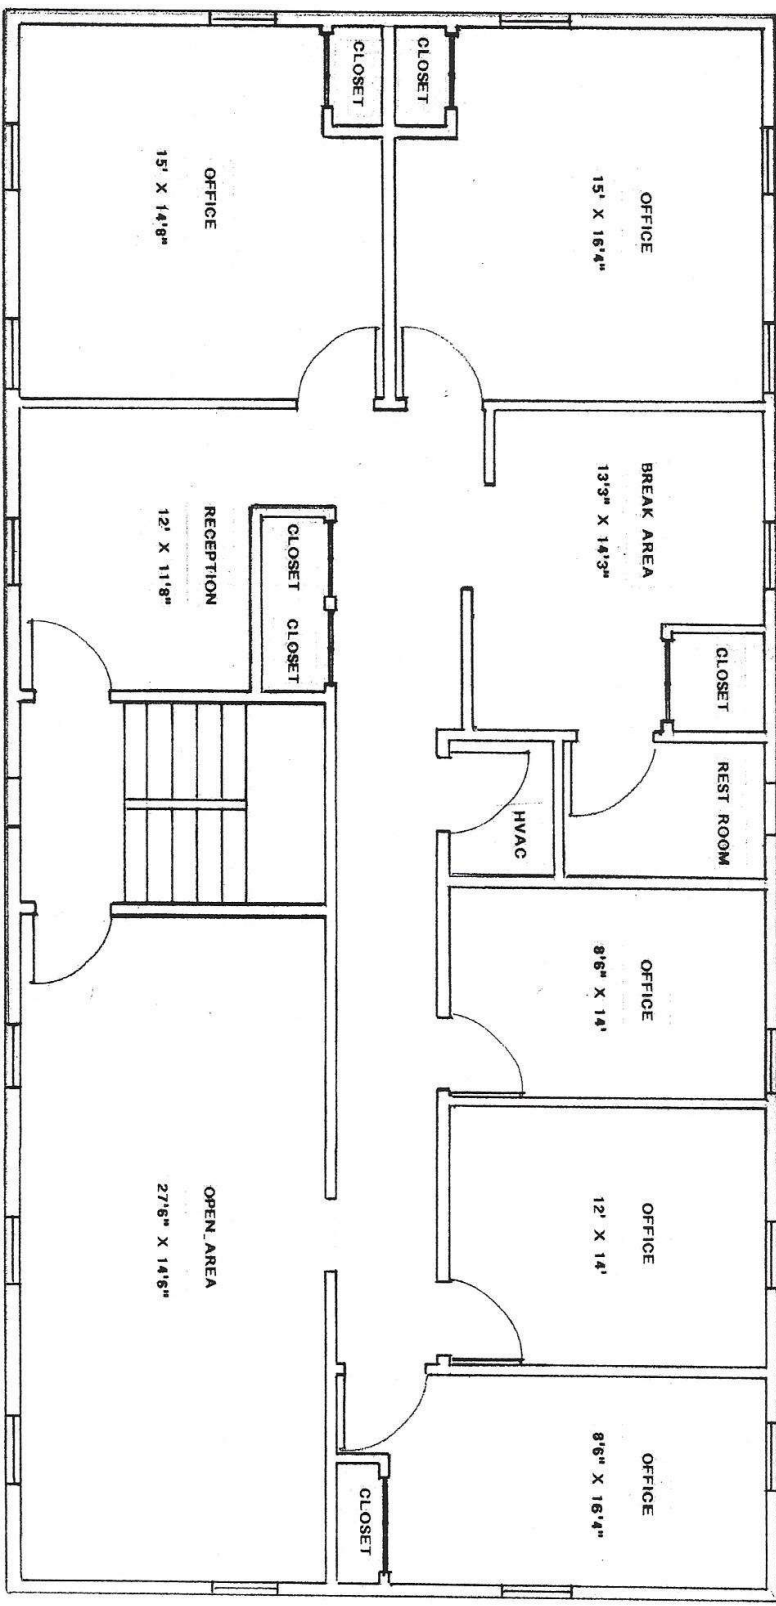 OFFICE
15' X 16'4"
CLOSET
BREAK AREA
13'3" X 14'3"
CLOSET
REST ROOM
HVAC
OFFICE
8'6" X 14'
OFFICE
12' X 14'
OFFICE
8'6" X 16'4"
CLOSET
CLOSET
OFFICE
15' X 14'8"
CLOSET CLOSET
RECEPTION
12' X 11'8"
OPEN AREA
27'6" X 14'6"